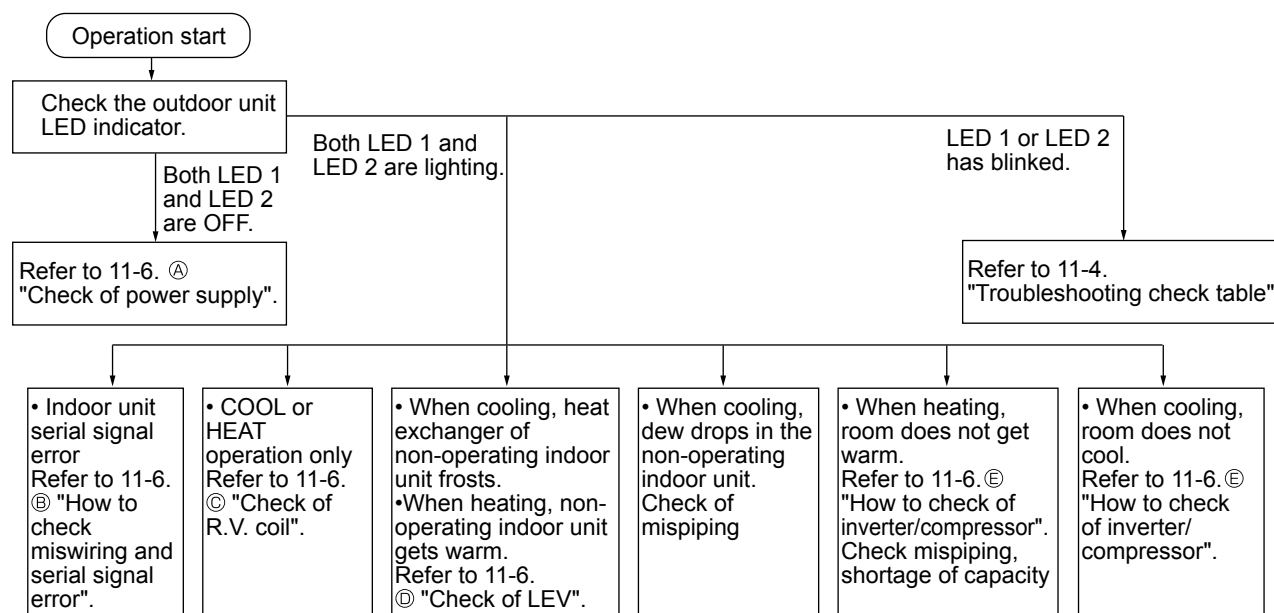 Operation start
Check the outdoor unit
LED indicator.
Both LED 1
and LED 2
are OFF.
Both LED 1 and
LED 2 are lighting.
LED 1 or LED 2
has blinked.
Refer to 11-6. Ⓐ
"Check of power supply".
Refer to 11-4.
"Troubleshooting check table"
• Indoor unit
serial signal
error
Refer to 11-6.
Ⓑ "How to
check
miswiring and
serial signal
error".
• COOL or
HEAT
operation only
Refer to 11-6.
Ⓒ "Check of
R.V. coil".
• When cooling, heat
exchanger of
non-operating indoor
unit frosts.
•When heating, non-
operating indoor unit
gets warm.
Refer to 11-6.
Ⓓ "Check of LEV".
• When cooling,
dew drops in the
non-operating
indoor unit.
Check of
mispiping
• When heating,
room does not get
warm.
Refer to 11-6.Ⓔ
"How to check of
inverter/compressor".
Check mispiping,
shortage of capacity
• When cooling,
room does not
cool.
Refer to 11-6.Ⓔ
"How to check
of inverter/
compressor".